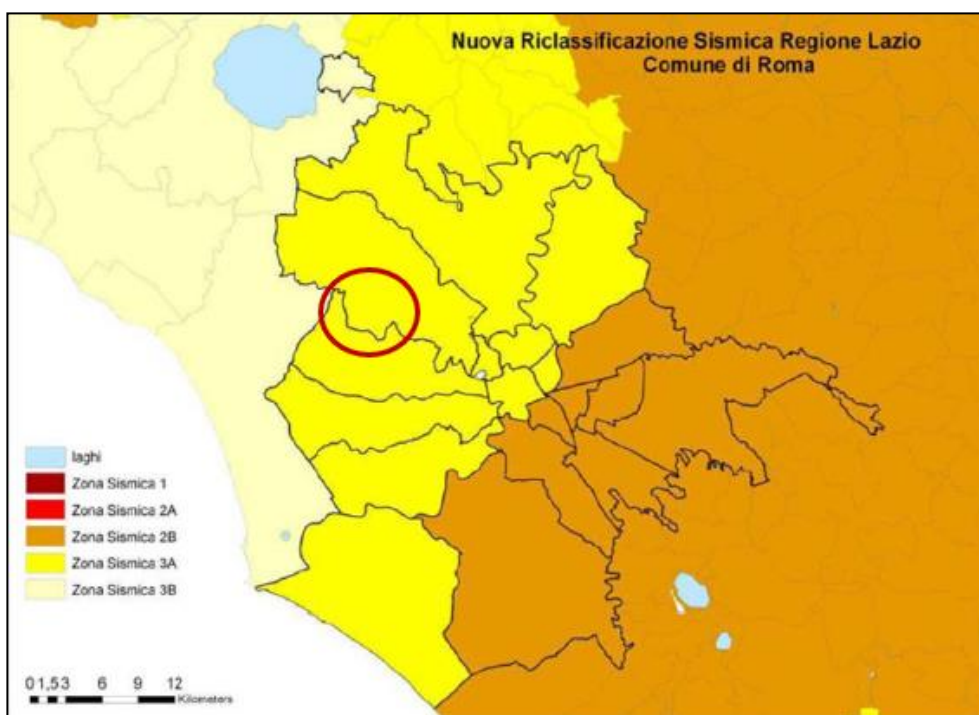 Nuova Riclassificazione Sismica Regione Lazio
Comune di Roma
laghi
Zona Sismica 1
Zona Sismica 2A
Zona Sismica 2B
Zona Sismica 3A
Zona Sismica 3B
0 1,5 3 6 9 12
Kilometers